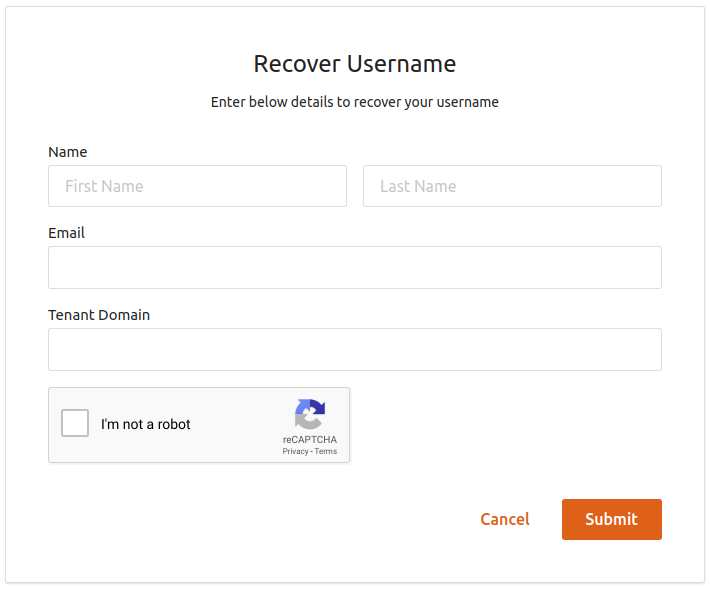 Recover Username
Enter below details to recover your username
Name
First Name Last Name
Email
Tenant Domain
I'm not a robot
reCAPTCHA
Privacy - Terms
Cancel Submit